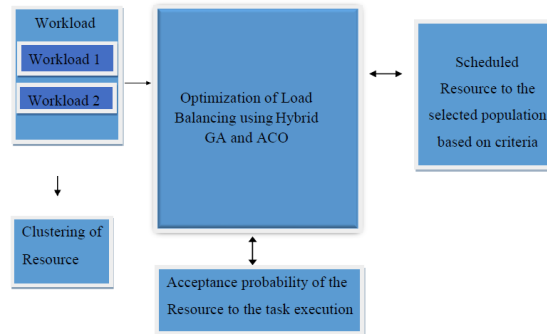 Workload
Workload 1
Workload 2
Optimization of Load
Balancing using Hybrid
GA and ACO
Scheduled
Resource to the
selected population
based on criteria
Clustering of
Resource
Acceptance probability of the
Resource to the task execution